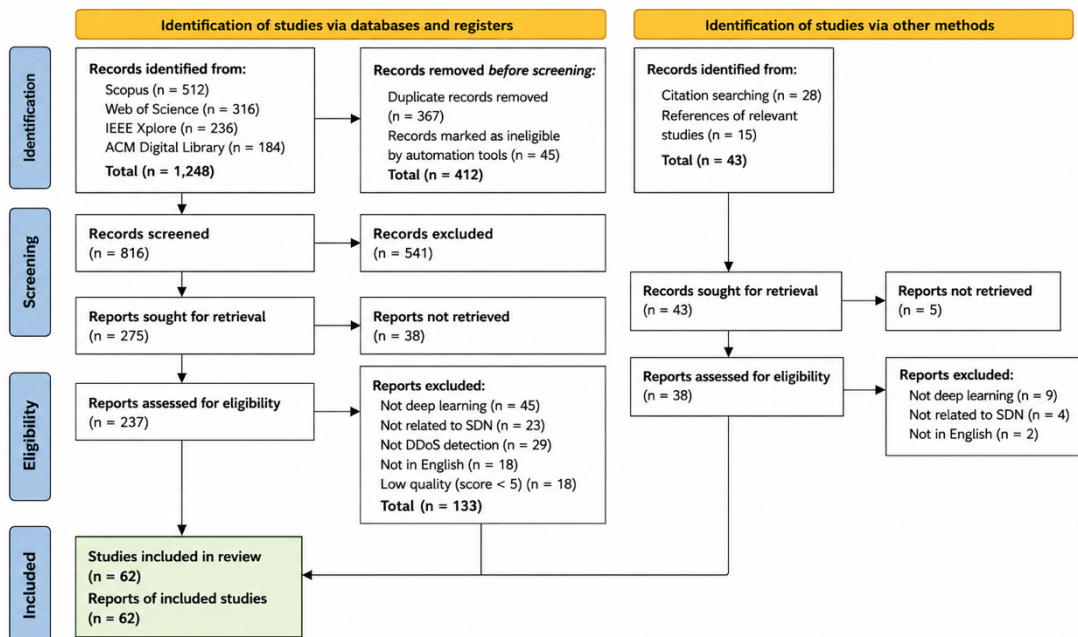 Identification of studies via databases and registers
Identification of studies via other methods
Identification
Records identified from:
Scopus (n = 512)
Web of Science (n = 316)
IEEE Xplore (n = 236)
ACM Digital Library (n = 184)
Total (n = 1,248)
Records removed before screening:
Duplicate records removed
(n = 367)
Records marked as ineligible
by automation tools (n = 45)
Total (n = 412)
Records identified from:
Citation searching (n = 28)
References of relevant
studies (n = 15)
Total (n = 43)
Screening
Records screened
(n = 816)
Records excluded
(n = 541)
Reports sought for retrieval
(n = 275)
Reports not retrieved
(n = 38)
Records sought for retrieval
(n = 43)
Reports not retrieved
(n = 5)
Eligibility
Reports assessed for eligibility
(n = 237)
Reports excluded:
Not deep learning (n = 45)
Not related to SDN (n = 23)
Not DDoS detection (n = 29)
Not in English (n = 18)
Low quality (score < 5) (n = 18)
Total (n = 133)
Reports assessed for eligibility
(n = 38)
Reports excluded:
Not deep learning (n = 9)
Not related to SDN (n = 4)
Not in English (n = 2)
Included
Studies included in review
(n = 62)
Reports of included studies
(n = 62)